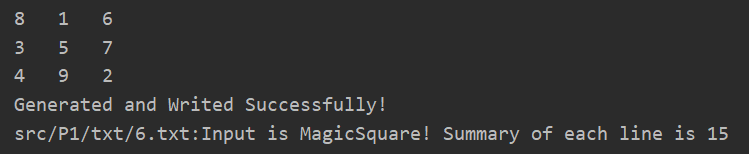 8   1   6
3   5   7
4   9   2
Generated and Writed Successfully!
src/P1/txt/6.txt:Input is MagicSquare! Summary of each line is 15